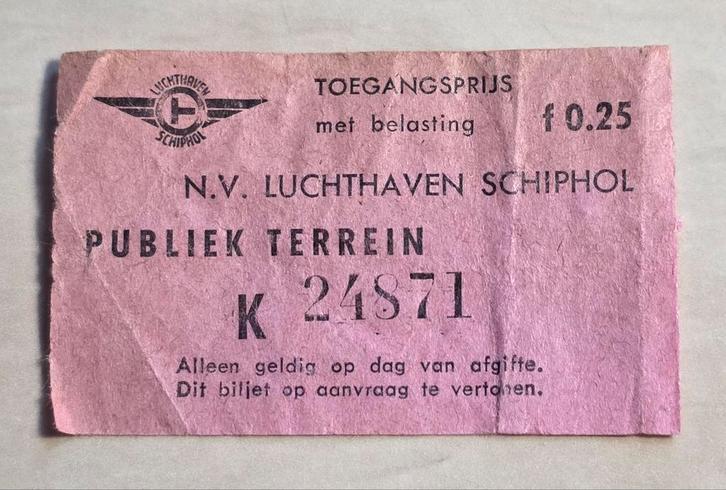 LUCHTHAVEN
SCHIPHOL
TOEGANGSPRIJS
met belasting f 0.25
N.V. LUCHTHAVEN SCHIPHOL
PUBLIEK TERREIN
K 24871
Alleen geldig op dag van afgifte.
Dit biljet op aanvraag te vertonen.